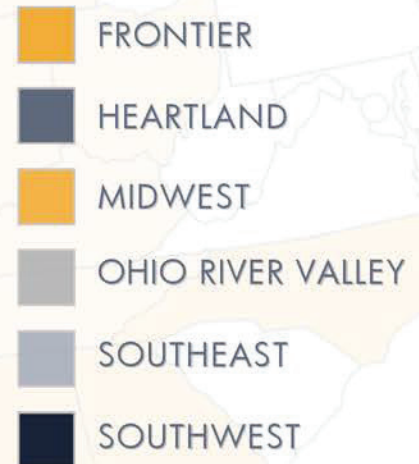 FRONTIER
HEARTLAND
MIDWEST
OHIO RIVER VALLEY
SOUTHEAST
SOUTHWEST